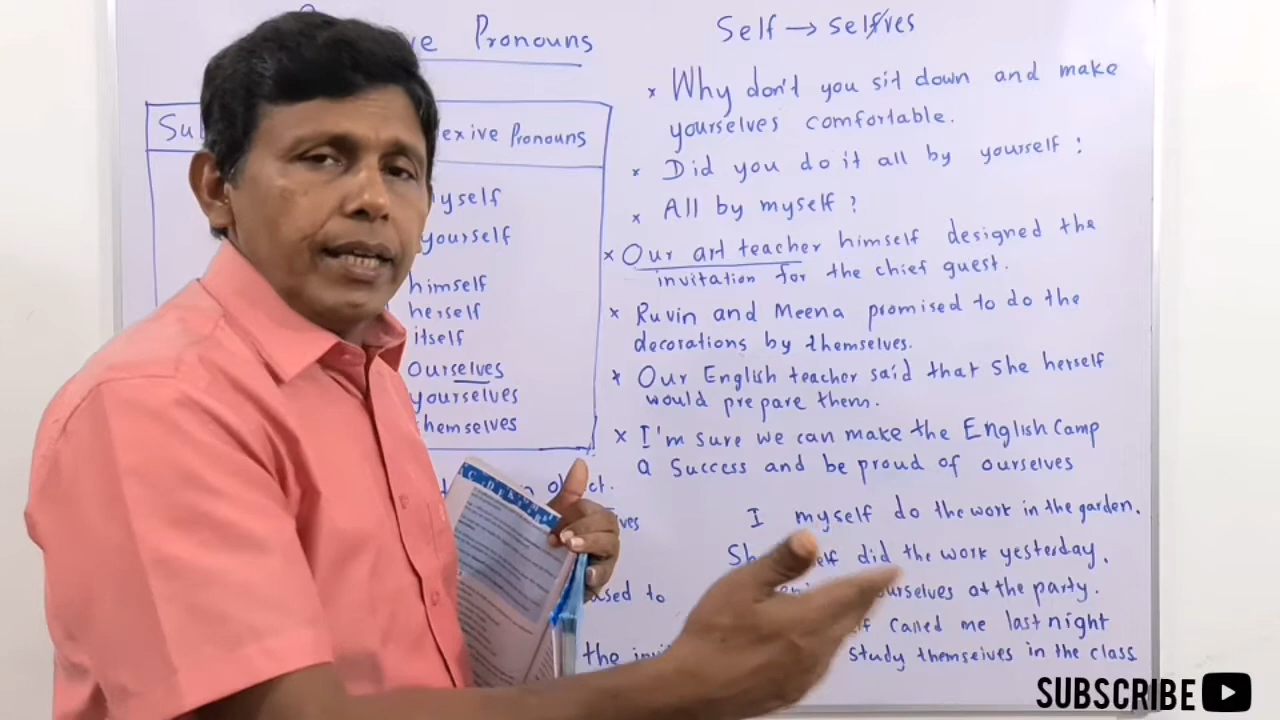 Pronouns
Self → selfves
Pronouns
yself
yourself
himself
herself
itself
Ourselves
yourselves
themselves
object.
× Why don't you sit down and make
yourselves comfortable.
× Did you do it all by yourself :
× All by myself ?
× Our art teacher himself designed the
invitation for the chief guest.
× Ruvin and Meena promised to do the
decorations by themselves.
× Our English teacher said that she herself
would prepare them.
× I'm sure we can make the English Camp
a Success and be proud of ourselves
I myself do the work in the garden.
did the work yesterday.
at the party.
called me last night
study themselves in the class
to
the
SUBSCRIBE